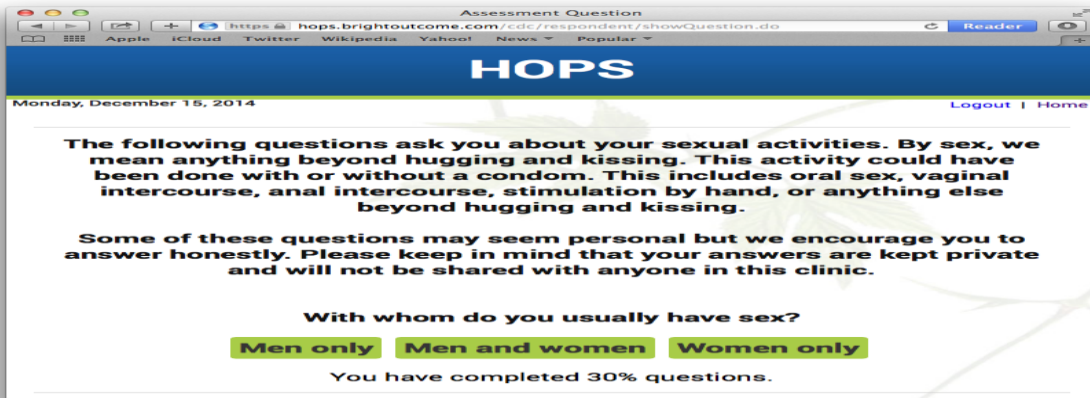 Assessment Question
https hops.brightoutcome.com/cdc/respondent/showQuestion.do Reader
Apple iCloud Twitter Wikipedia Yahoo! News Popular
HOPS
Monday, December 15, 2014 Logout | Home
The following questions ask you about your sexual activities. By sex, we
mean anything beyond hugging and kissing. This activity could have
been done with or without a condom. This includes oral sex, vaginal
intercourse, anal intercourse, stimulation by hand, or anything else
beyond hugging and kissing.
Some of these questions may seem personal but we encourage you to
answer honestly. Please keep in mind that your answers are kept private
and will not be shared with anyone in this clinic.
With whom do you usually have sex?
Men only Men and women Women only
You have completed 30% questions.